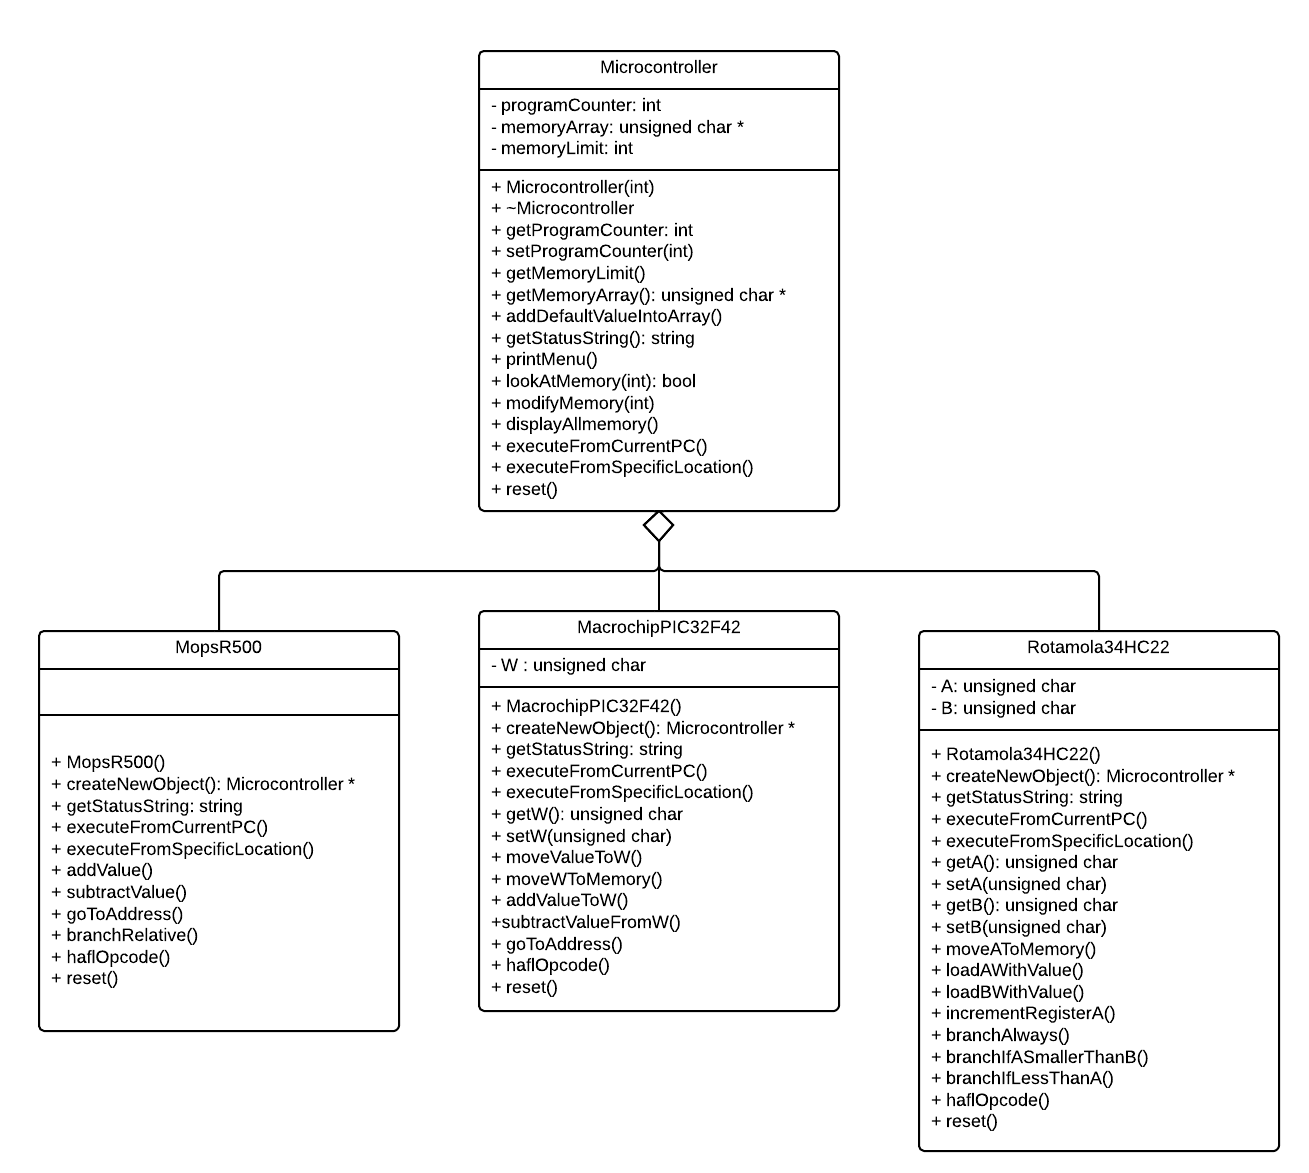 Microcontroller
- programCounter: int
- memoryArray: unsigned char *
- memoryLimit: int
+ Microcontroller(int)
+ ~Microcontroller
+ getProgramCounter: int
+ setProgramCounter(int)
+ getMemoryLimit()
+ getMemoryArray(): unsigned char *
+ addDefaultValueIntoArray()
+ getStatusString(): string
+ printMenu()
+ lookAtMemory(int): bool
+ modifyMemory(int)
+ displayAllmemory()
+ executeFromCurrentPC()
+ executeFromSpecificLocation()
+ reset()
MopsR500
+ MopsR500()
+ createNewObject(): Microcontroller *
+ getStatusString: string
+ executeFromCurrentPC()
+ executeFromSpecificLocation()
+ addValue()
+ subtractValue()
+ goToAddress()
+ branchRelative()
+ haflOpcode()
+ reset()
MacrochipPIC32F42
- W : unsigned char
+ MacrochipPIC32F42()
+ createNewObject(): Microcontroller *
+ getStatusString: string
+ executeFromCurrentPC()
+ executeFromSpecificLocation()
+ getW(): unsigned char
+ setW(unsigned char)
+ moveValueToW()
+ moveWToMemory()
+ addValueToW()
+subtractValueFromW()
+ goToAddress()
+ haflOpcode()
+ reset()
Rotamola34HC22
- A: unsigned char
- B: unsigned char
+ Rotamola34HC22()
+ createNewObject(): Microcontroller *
+ getStatusString: string
+ executeFromCurrentPC()
+ executeFromSpecificLocation()
+ getA(): unsigned char
+ setA(unsigned char)
+ getB(): unsigned char
+ setB(unsigned char)
+ moveAToMemory()
+ loadAWithValue()
+ loadBWithValue()
+ incrementRegisterA()
+ branchAlways()
+ branchIfASmallerThanB()
+ branchIfLessThanA()
+ haflOpcode()
+ reset()